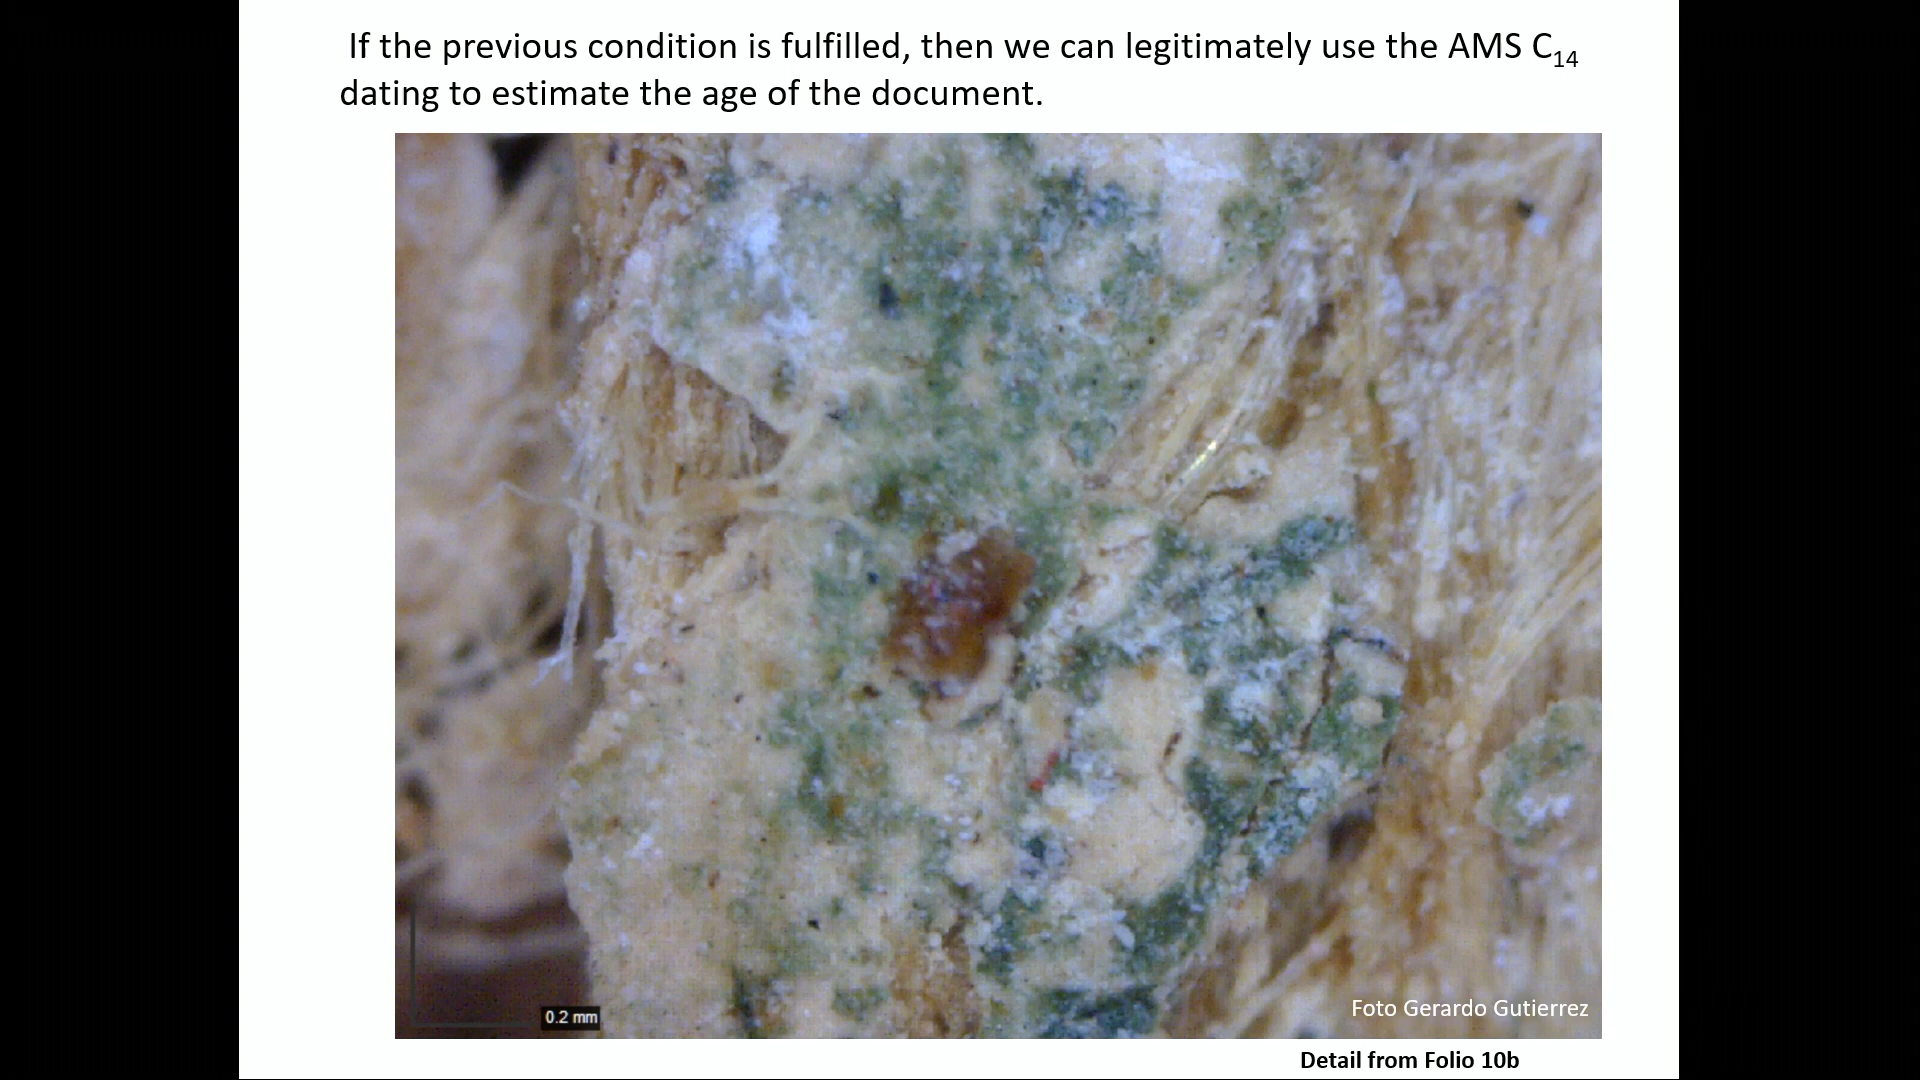 If the previous condition is fulfilled, then we can legitimately use the AMS C₁₄
dating to estimate the age of the document.
0.2 mm
Foto Gerardo Gutierrez
Detail from Folio 10b